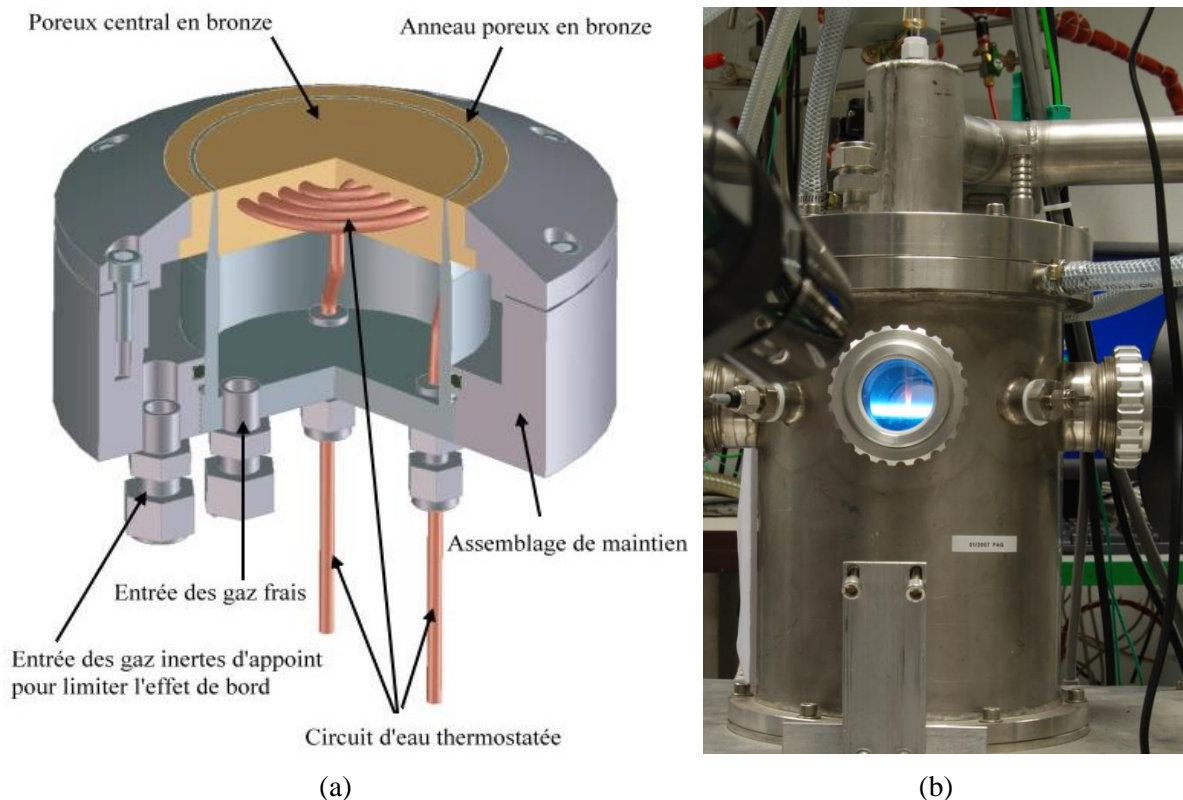 Poreux central en bronze
Anneau poreux en bronze
Assemblage de maintien
Entrée des gaz frais
Entrée des gaz inertes d'appoint
pour limiter l'effet de bord
Circuit d'eau thermostatée
01/2007 PAG
(a)
(b)